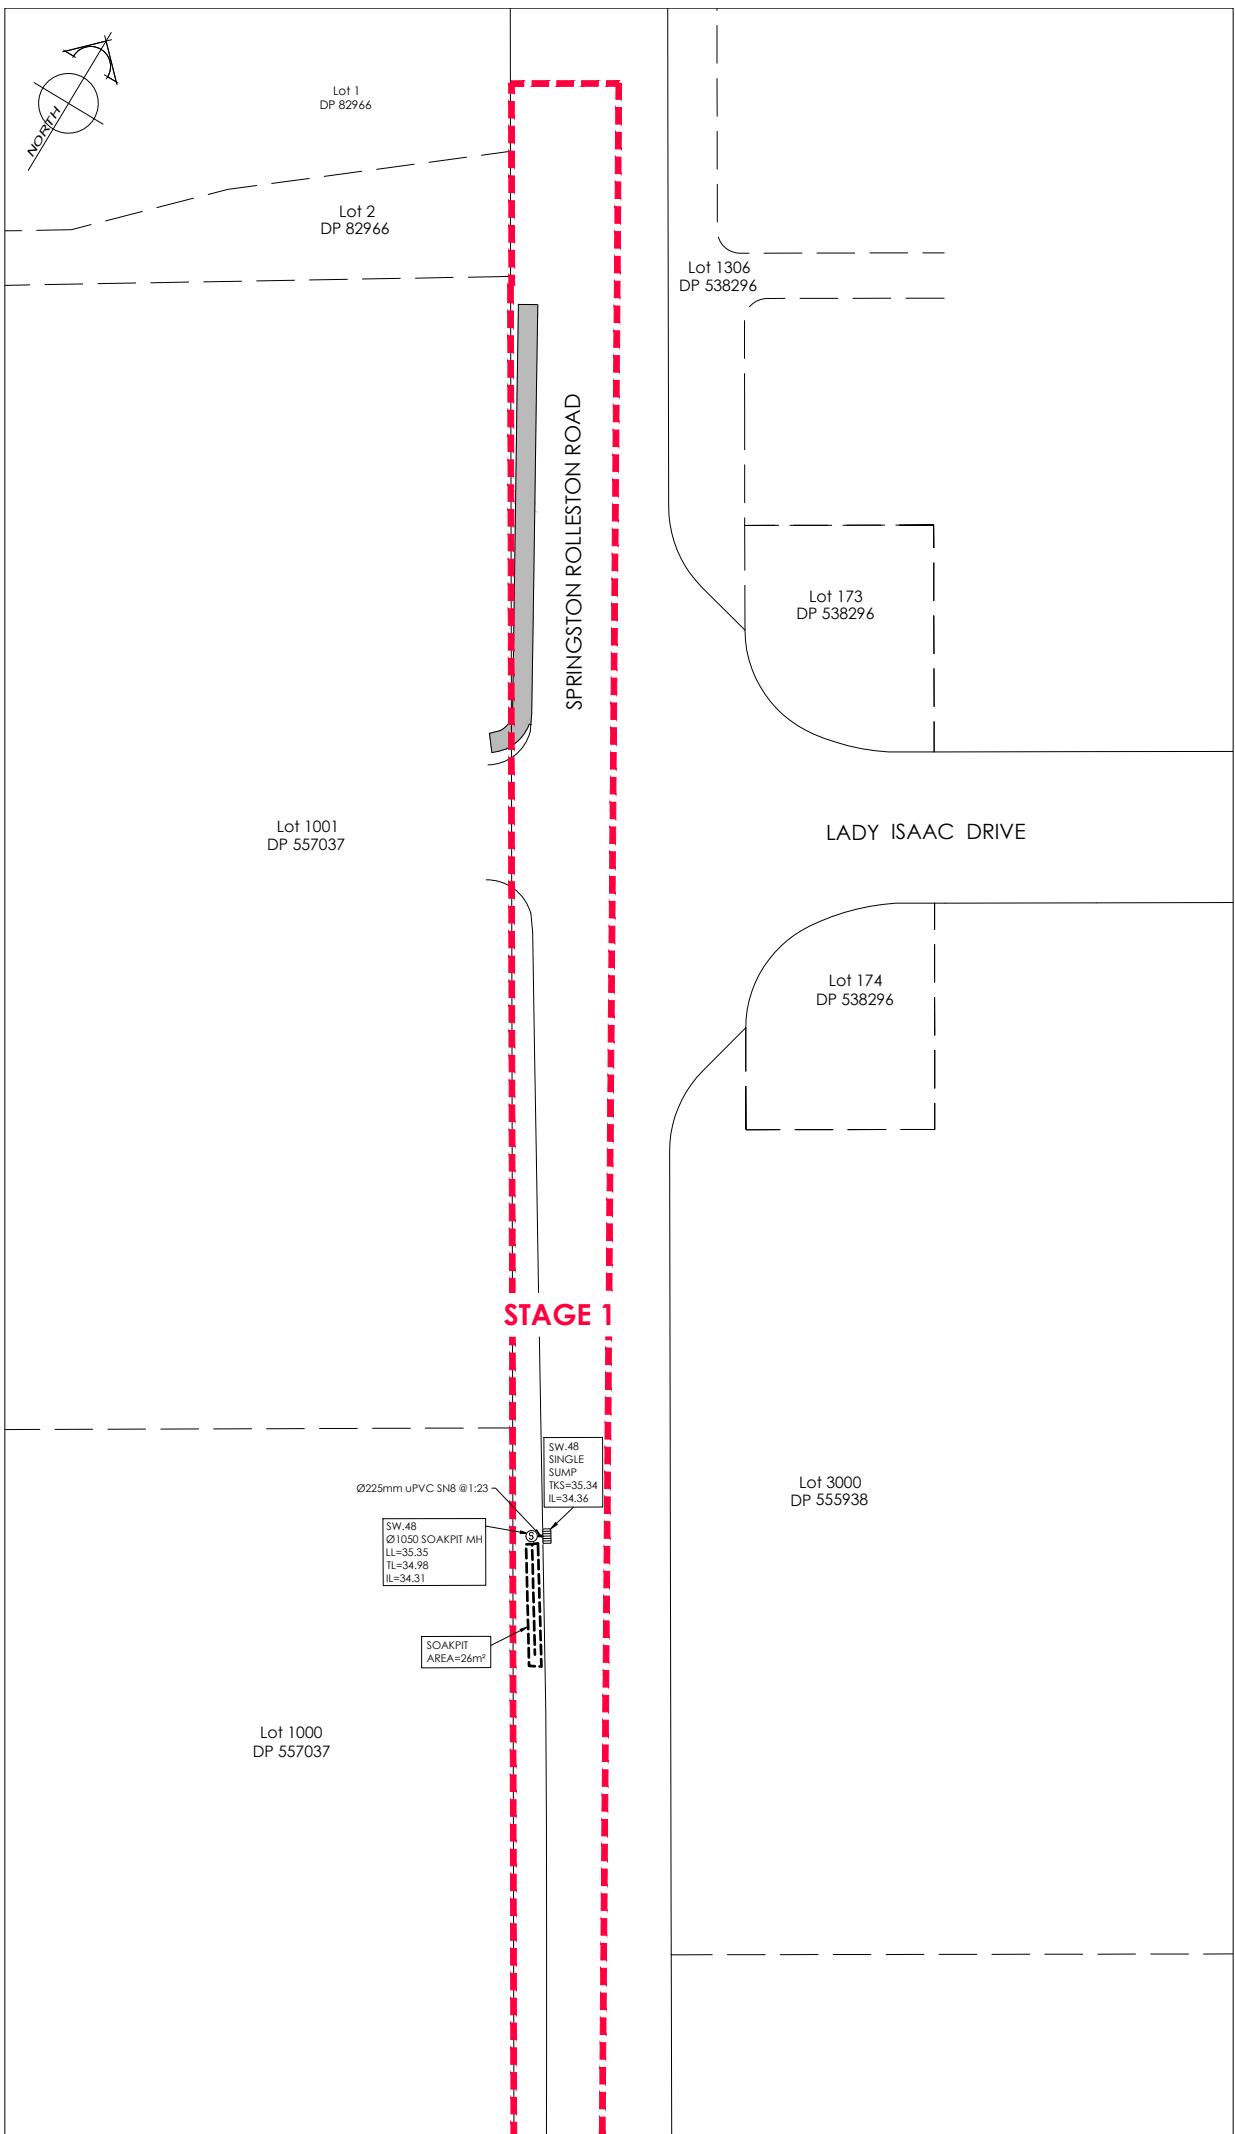 NORTH
Lot 1
DP 82966
Lot 2
DP 82966
Lot 1306
DP 538296
SPRINGSTON ROLLESTON ROAD
Lot 173
DP 538296
Lot 1001
DP 557037
LADY ISAAC DRIVE
Lot 174
DP 538296
STAGE 1
SW.48
SINGLE
SUMP
TKS=35.34
IL=34.36
Ø225mm uPVC SN8 @1:23
Lot 3000
DP 555938
SW.48
Ø1050 SOAKPIT MH
LL=35.35
TL=34.98
IL=34.31
S
SOAKPIT
AREA=26m²
Lot 1000
DP 557037